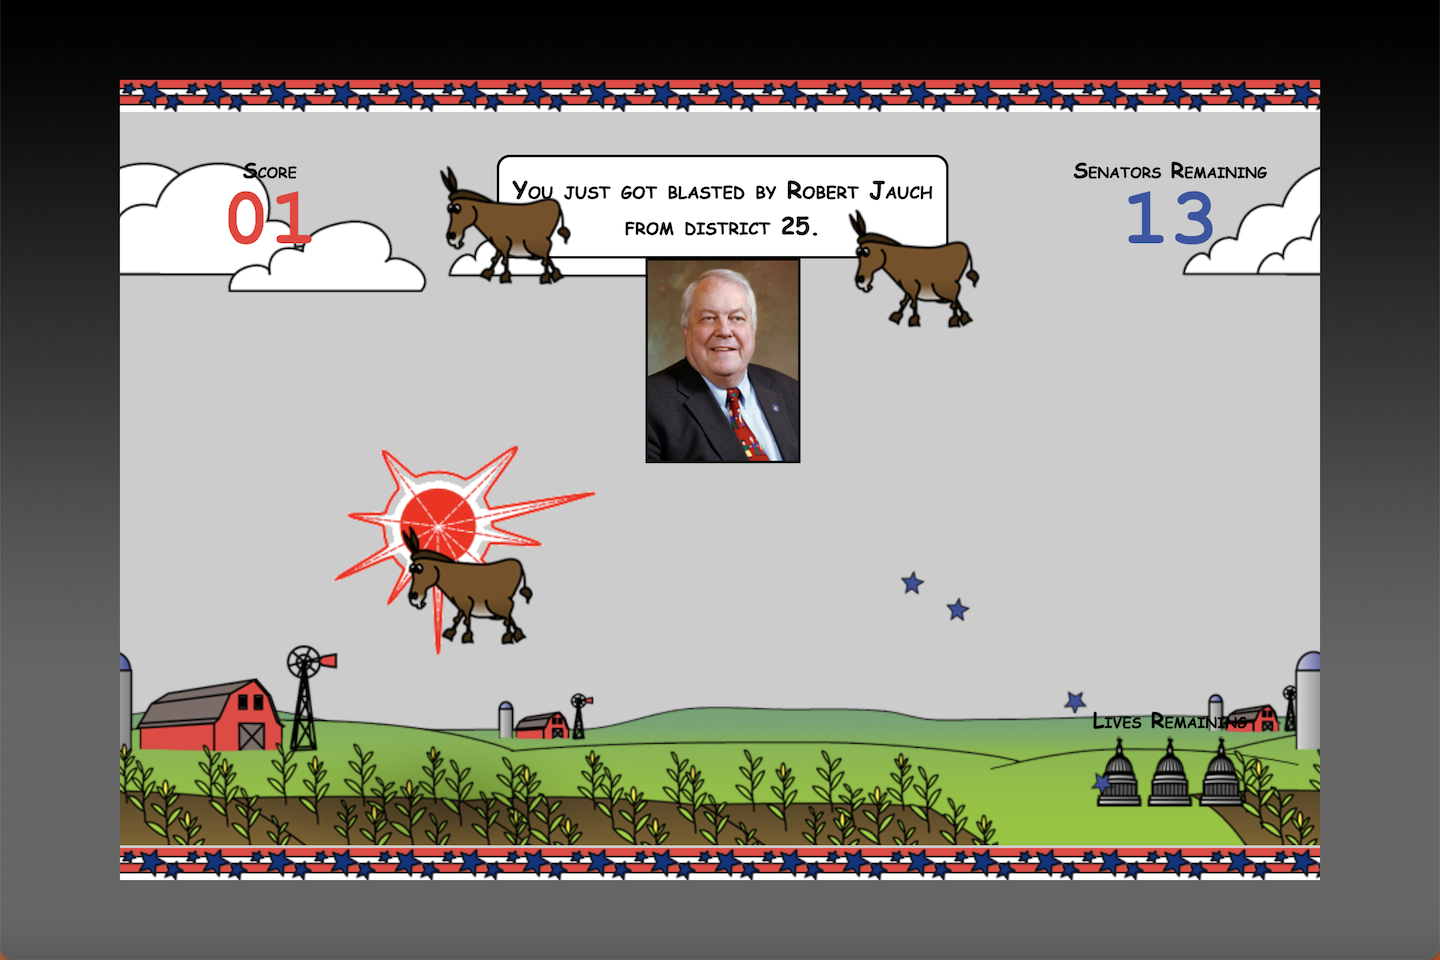 Score
01
You just got blasted by Robert Jauch
from district 25.
Senators Remaining
13
Lives Remaining